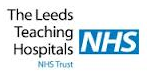 The Leeds
Teaching
Hospitals
NHS
NHS Trust